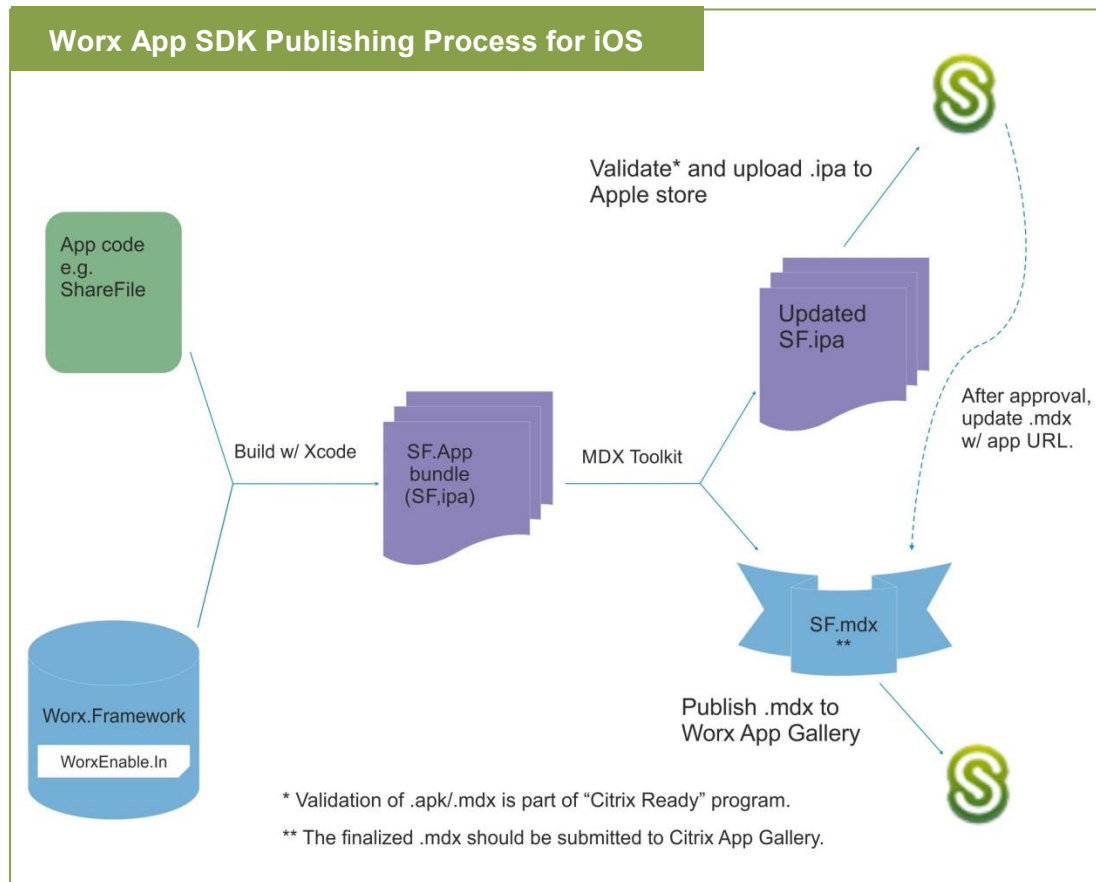 Worx App SDK Publishing Process for iOS
Validate* and upload .ipa to
Apple store
App code
e.g.
ShareFile
Updated
SF.ipa
After approval,
update .mdx
w/ app URL.
Build w/ Xcode
SF.App
bundle
(SF,ipa)
MDX Toolkit
SF.mdx
**
Worx.Framework
WorxEnable.In
Publish .mdx to
Worx App Gallery
* Validation of .apk/.mdx is part of “Citrix Ready” program.
** The finalized .mdx should be submitted to Citrix App Gallery.